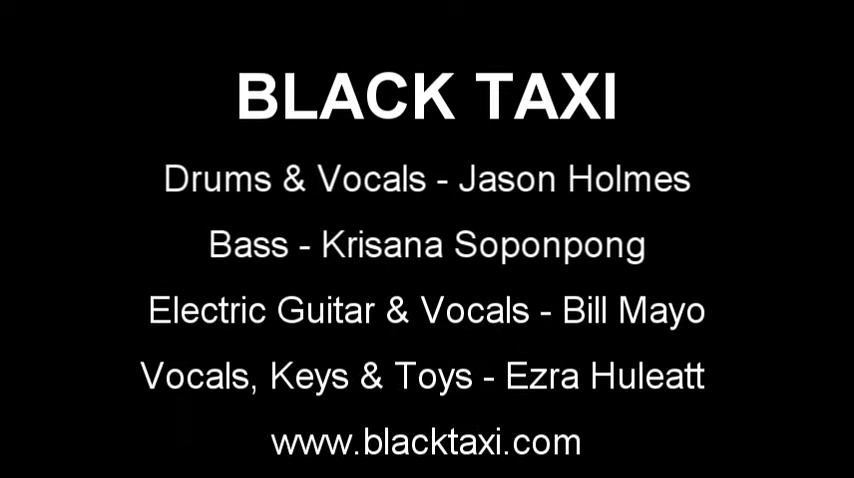 BLACK TAXI
Drums & Vocals - Jason Holmes
Bass - Krisana Soponpong
Electric Guitar & Vocals - Bill Mayo
Vocals, Keys & Toys - Ezra Huleatt
www.blacktaxi.com